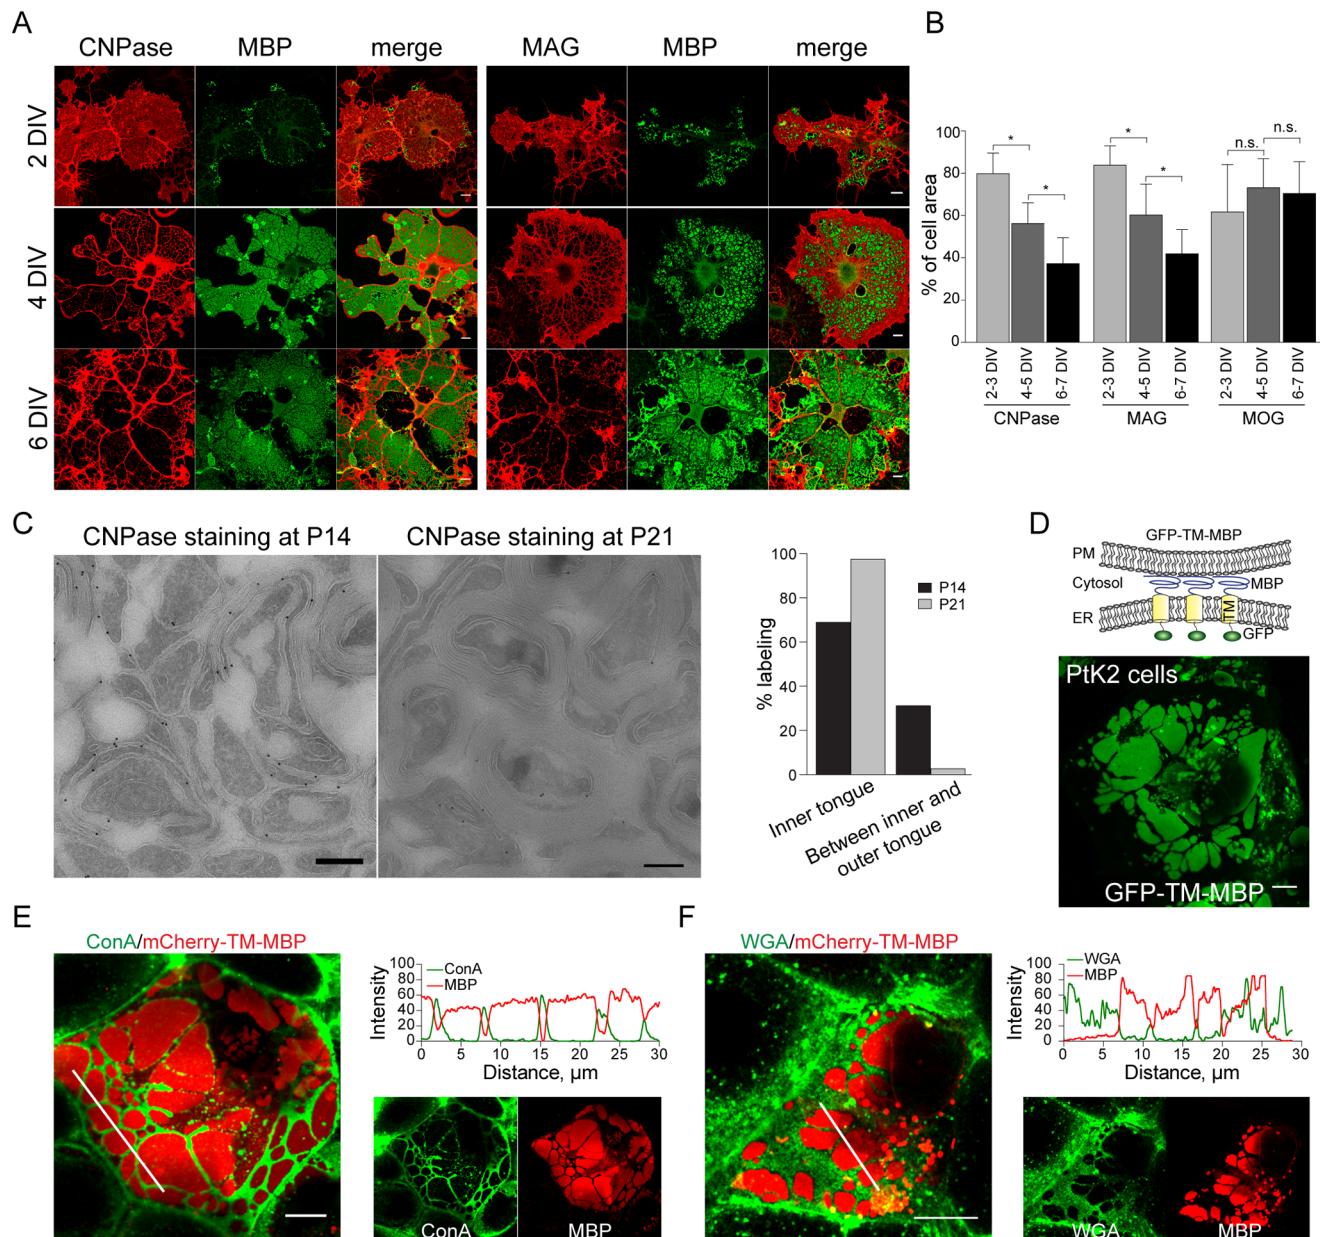 A
CNPase MBP merge MAG MBP merge
2 DIV
4 DIV
6 DIV
B
% of cell area
100
80
60
40
20
0
* * * * n.s. n.s.
2-3 DIV 4-5 DIV 6-7 DIV 2-3 DIV 4-5 DIV 6-7 DIV 2-3 DIV 4-5 DIV 6-7 DIV
CNPase MAG MOG
C
CNPase staining at P14 CNPase staining at P21
% labeling
100
80
60
40
20
0
P14
P21
Inner tongue
Between inner and
outer tongue
D
GFP-TM-MBP
PM
Cytosol MBP
ER TM
GFP
PtK2 cells
GFP-TM-MBP
E
ConA/mCherry-TM-MBP
Intensity
100
80
60
40
20
0
ConA
MBP
0 5 10 15 20 25 30
Distance, µm
ConA MBP
F
WGA/mCherry-TM-MBP
Intensity
100
80
60
40
20
0
WGA
MBP
0 5 10 15 20 25 30
Distance, µm
WGA MBP